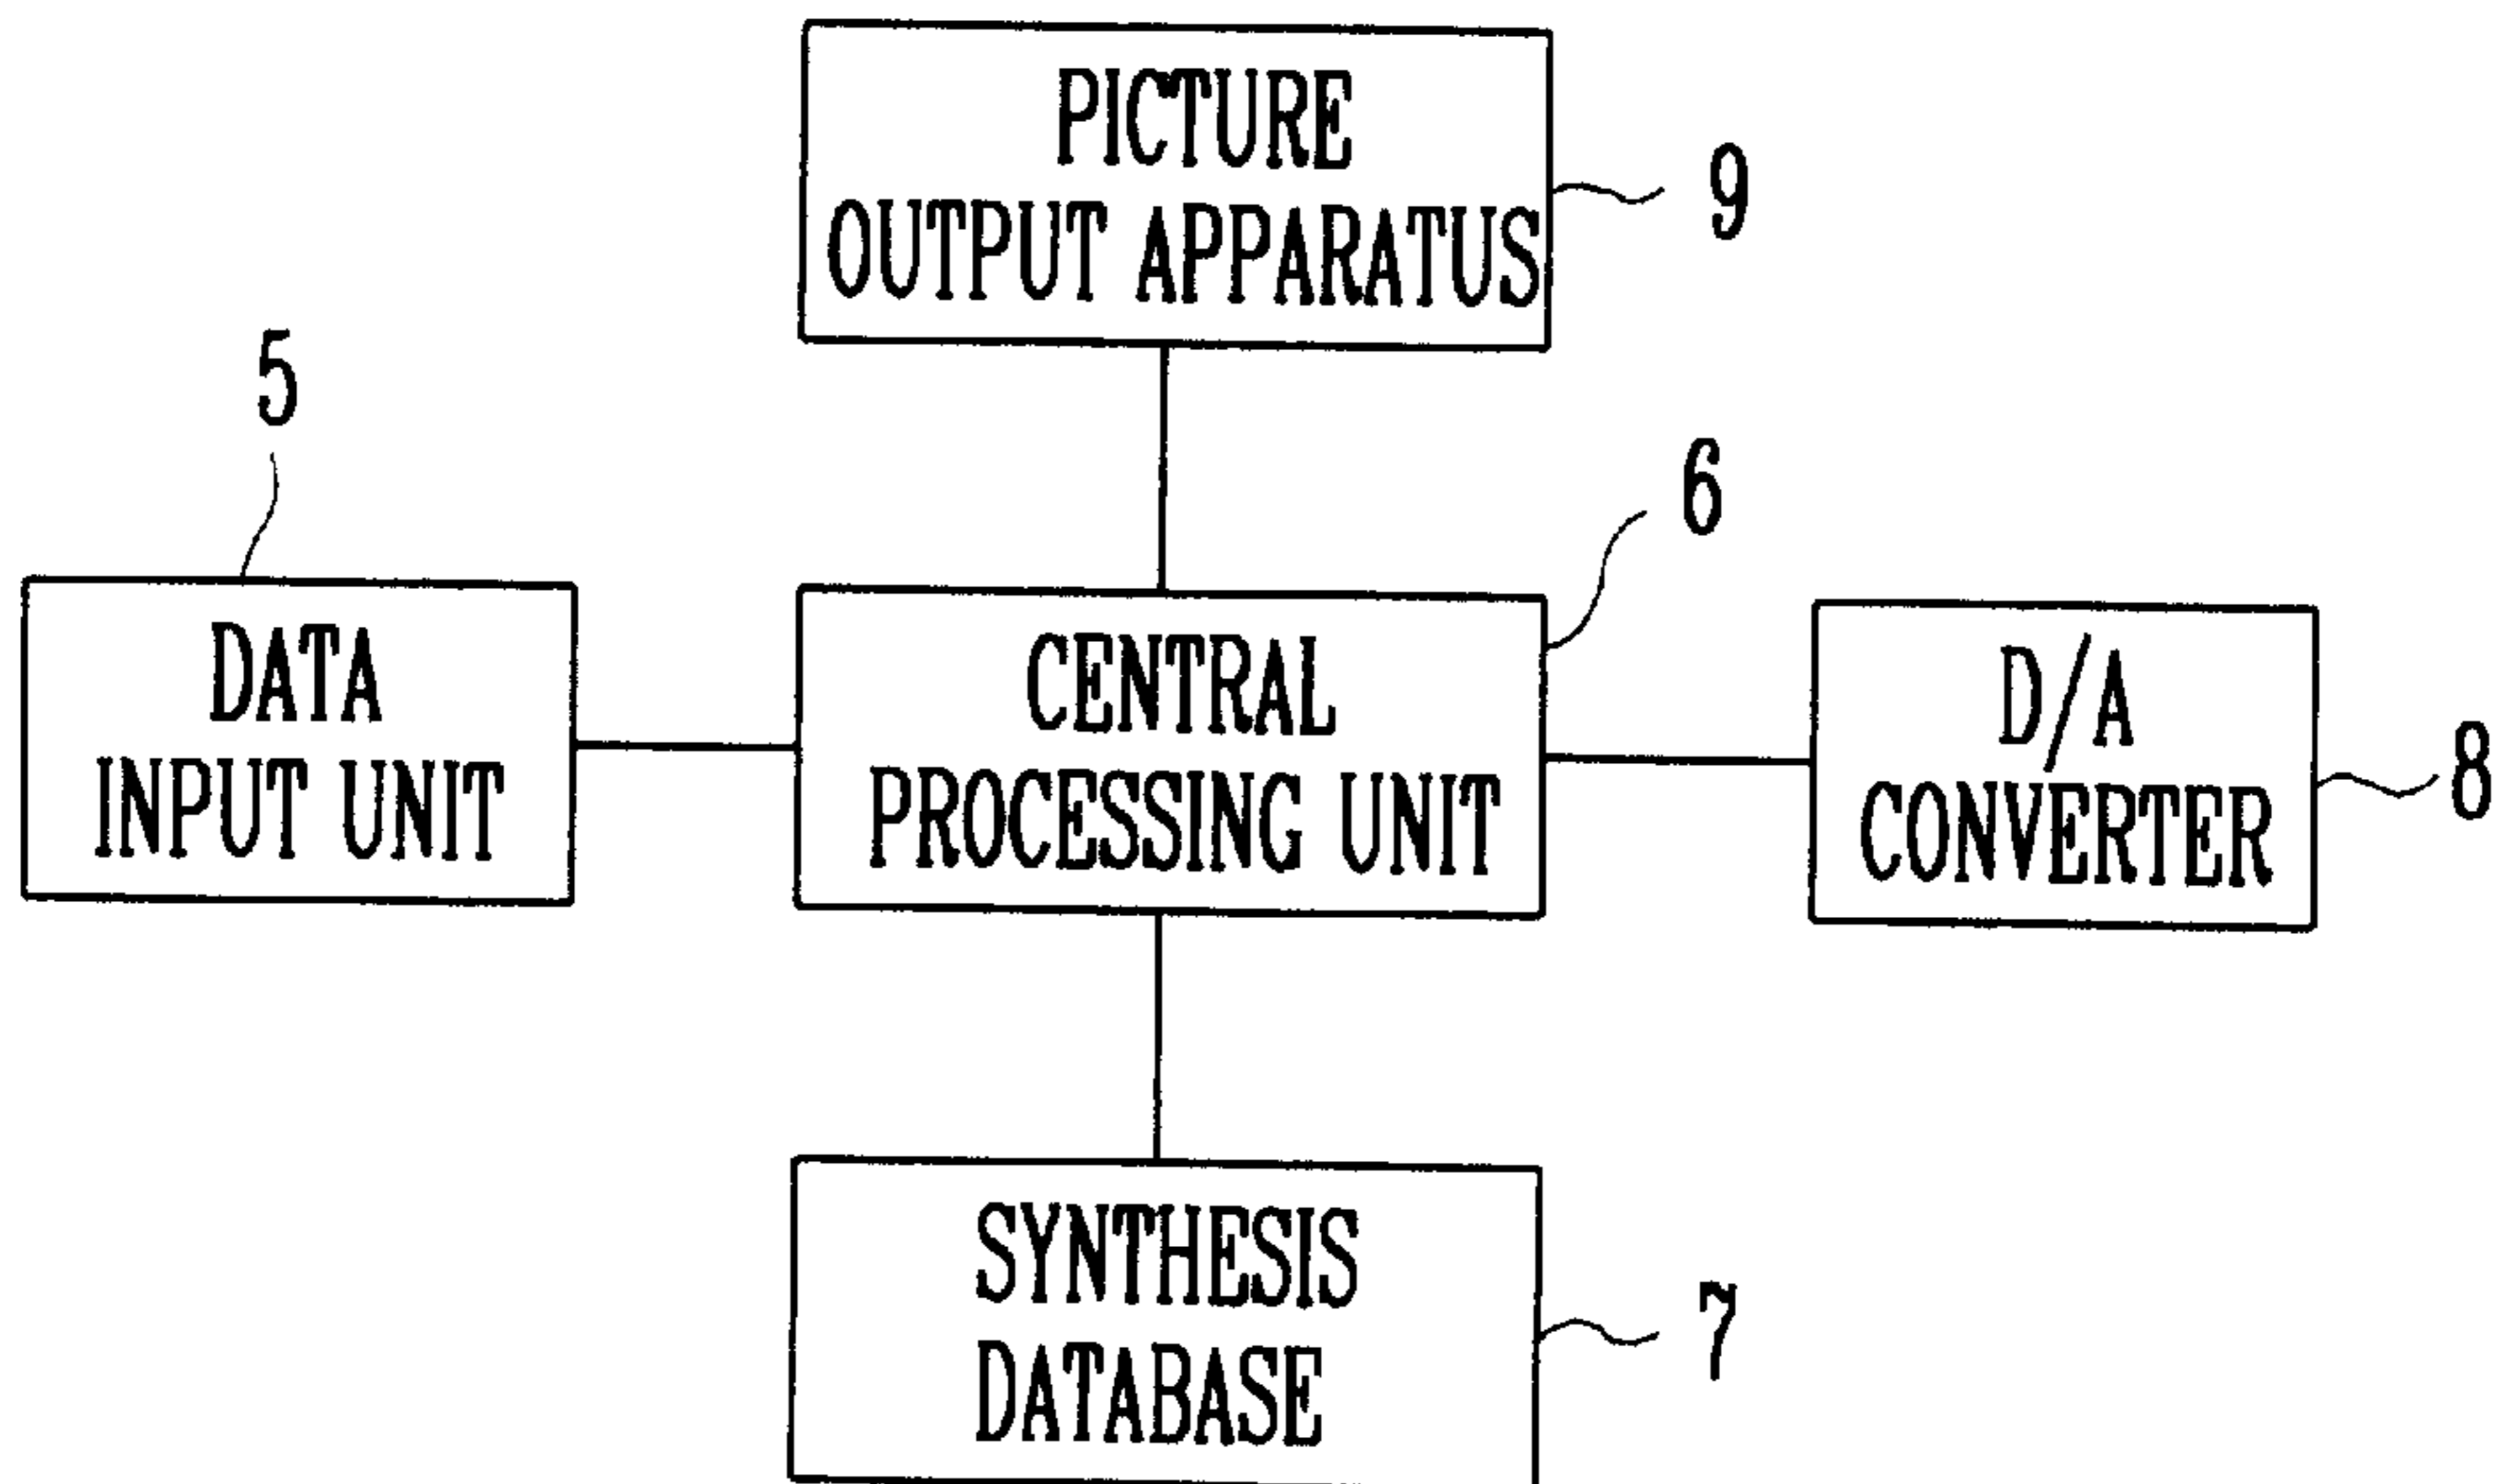 PICTURE
OUTPUT APPARATUS
9
5
6
DATA
INPUT UNIT
CENTRAL
PROCESSING UNIT
D/A
CONVERTER
8
SYNTHESIS
DATABASE
7